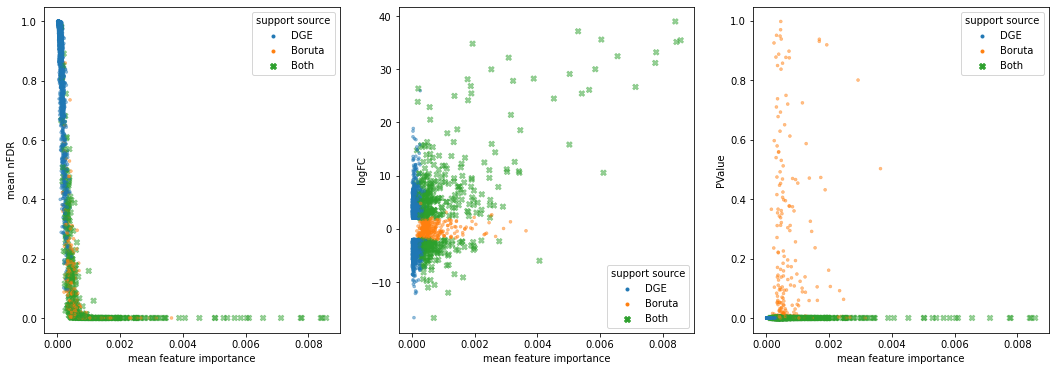 mean nFDR
1.0
0.8
0.6
0.4
0.2
0.0
0.000
0.002
0.004
0.006
0.008
mean feature importance
support source
DGE
Boruta
Both
logFC
40
30
20
10
0
−10
0.000
0.002
0.004
0.006
0.008
mean feature importance
support source
DGE
Boruta
Both
PValue
1.0
0.8
0.6
0.4
0.2
0.0
0.000
0.002
0.004
0.006
0.008
mean feature importance
support source
DGE
Boruta
Both